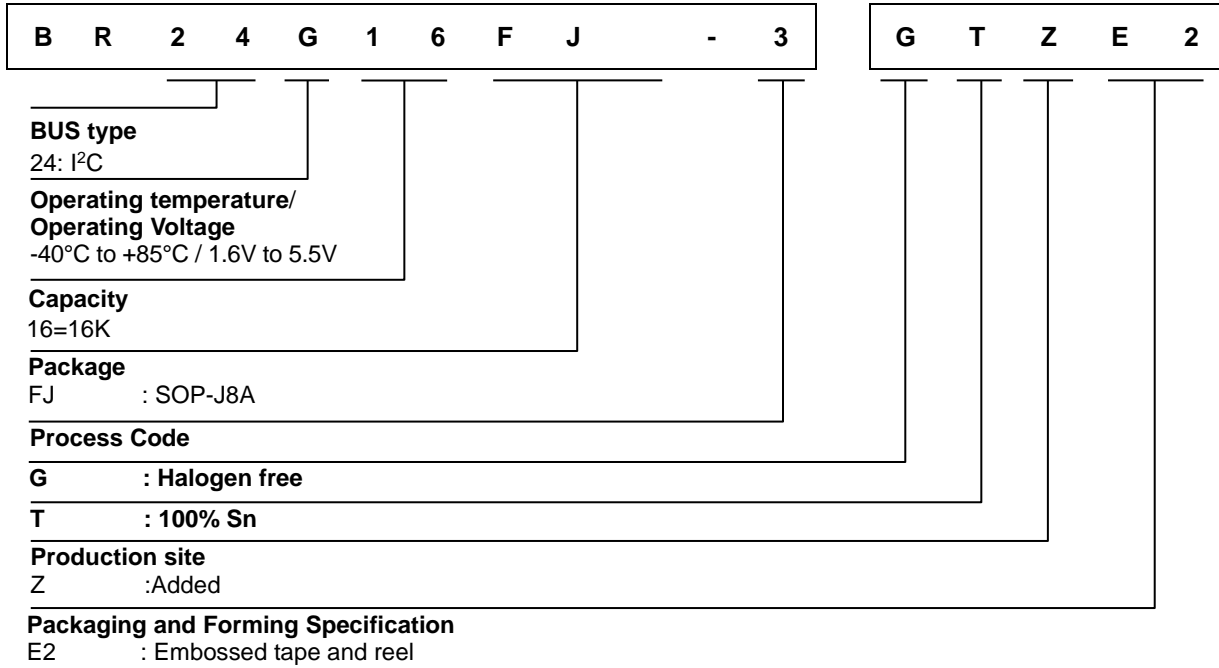 B R 2 4 G 1 6 F J - 3 G T Z E 2
BUS type
24: I²C
Operating temperature/
Operating Voltage
-40°C to +85°C / 1.6V to 5.5V
Capacity
16=16K
Package
FJ : SOP-J8A
Process Code
G : Halogen free
T : 100% Sn
Production site
Z :Added
Packaging and Forming Specification
E2 : Embossed tape and reel